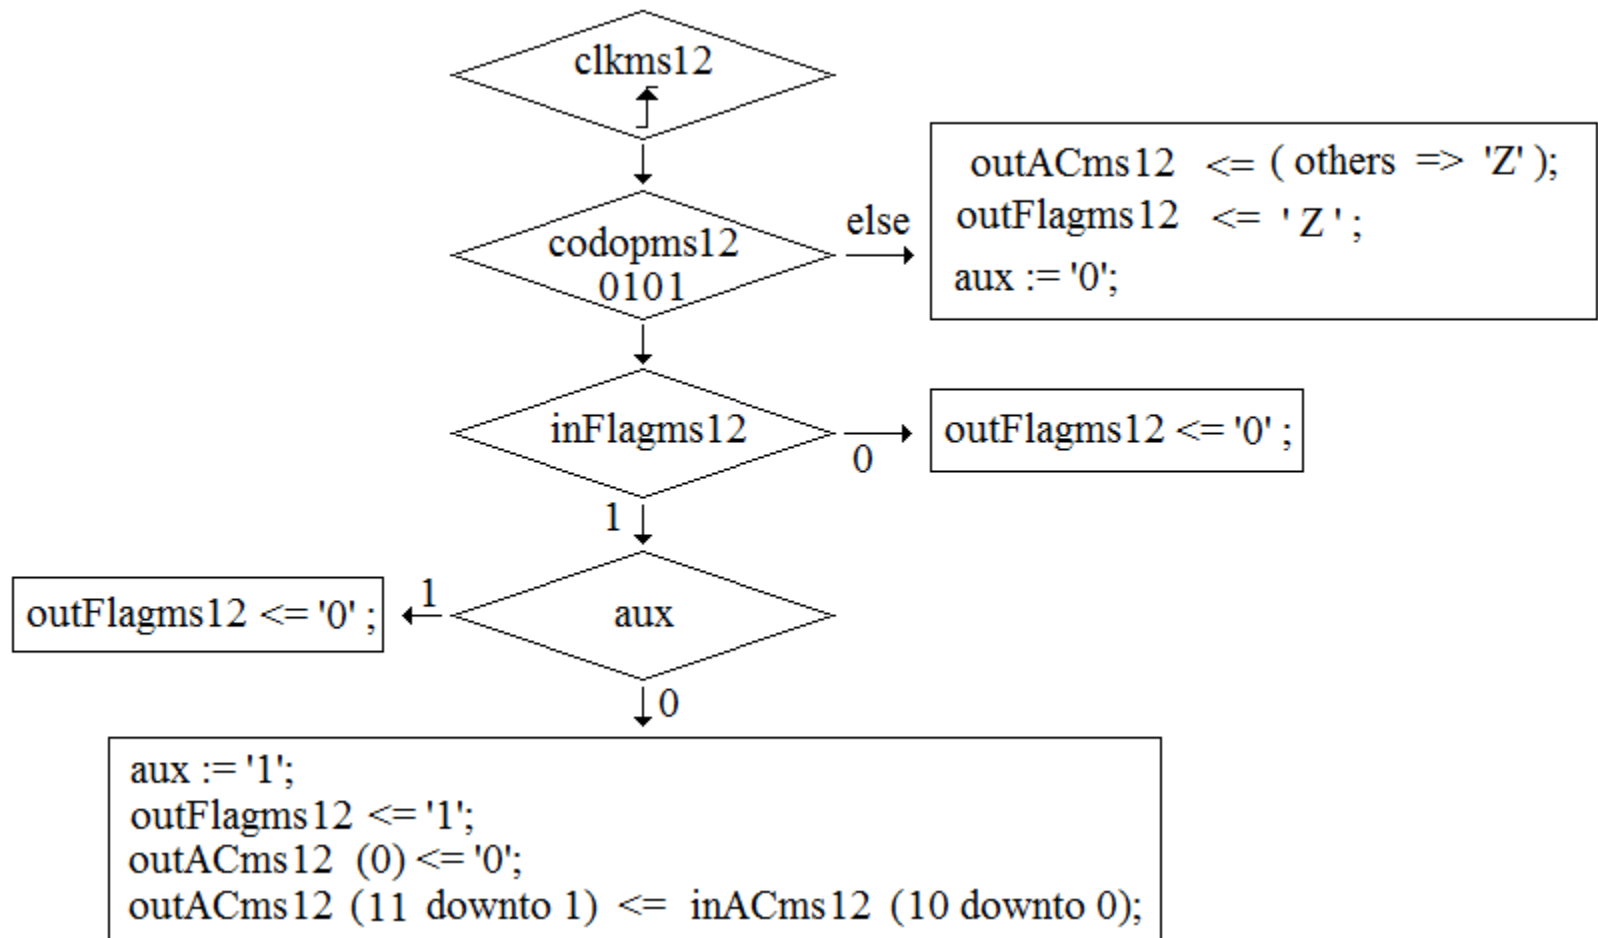 clkms12
codopms12
0101
else
outACms12 <= ( others => 'Z' );
outFlagms12 <= ' Z ' ;
aux := '0';
inFlagms12
0
outFlagms12 <= '0' ;
1
aux
1
outFlagms12 <= '0' ;
0
aux := '1';
outFlagms12 <= '1';
outACms12 (0) <= '0';
outACms12 (11 downto 1) <= inACms12 (10 downto 0);